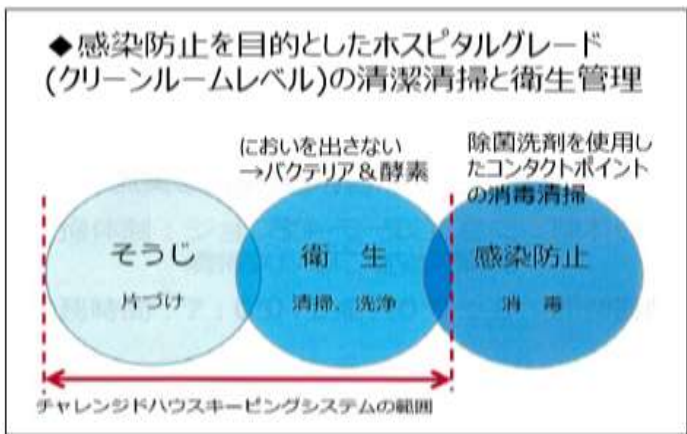 ◆感染防止を目的としたホスピタルグレード
(クリーンルームレベル)の清潔清掃と衛生管理
においを出さない
→バクテリア&酵素
除菌洗剤を使用し
たコンタクトポイント
の消毒清掃
そうじ
片づけ
衛 生
清掃、洗浄
感染防止
消 毒
チャレンジドハウスキーピングシステムの範囲